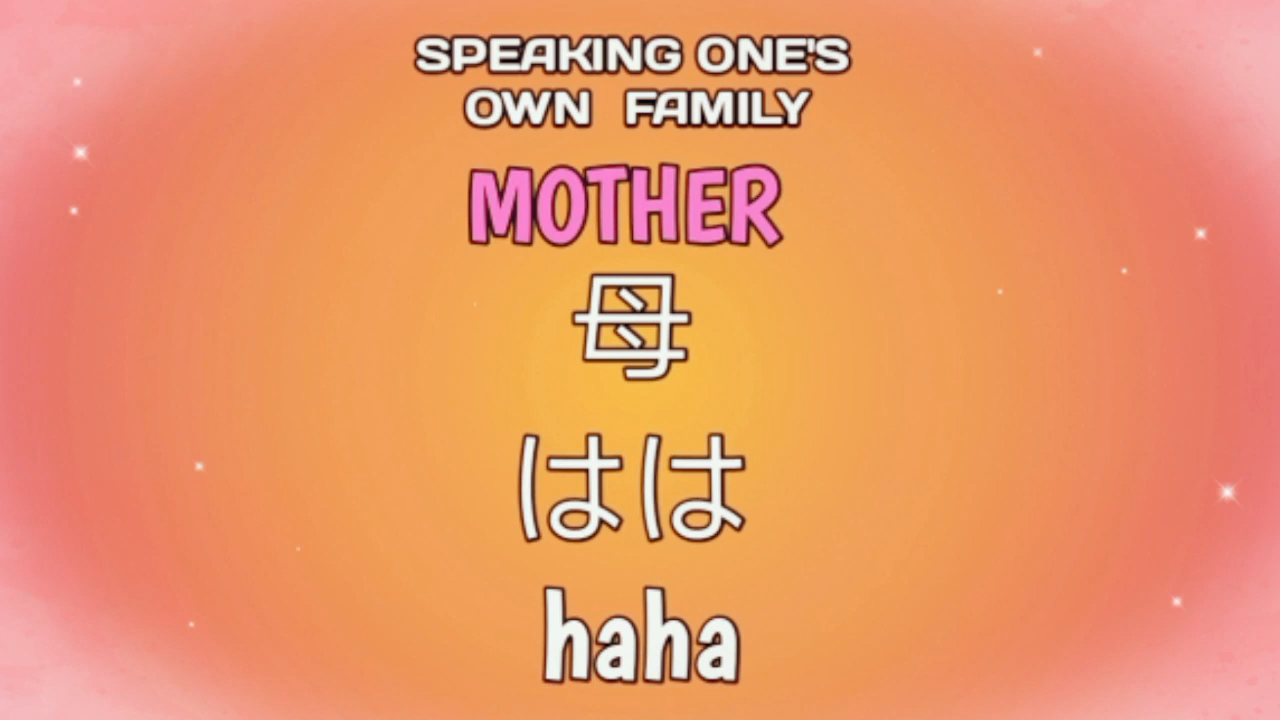 SPEAKING ONE'S
OWN FAMILY
MOTHER
母
はは
haha